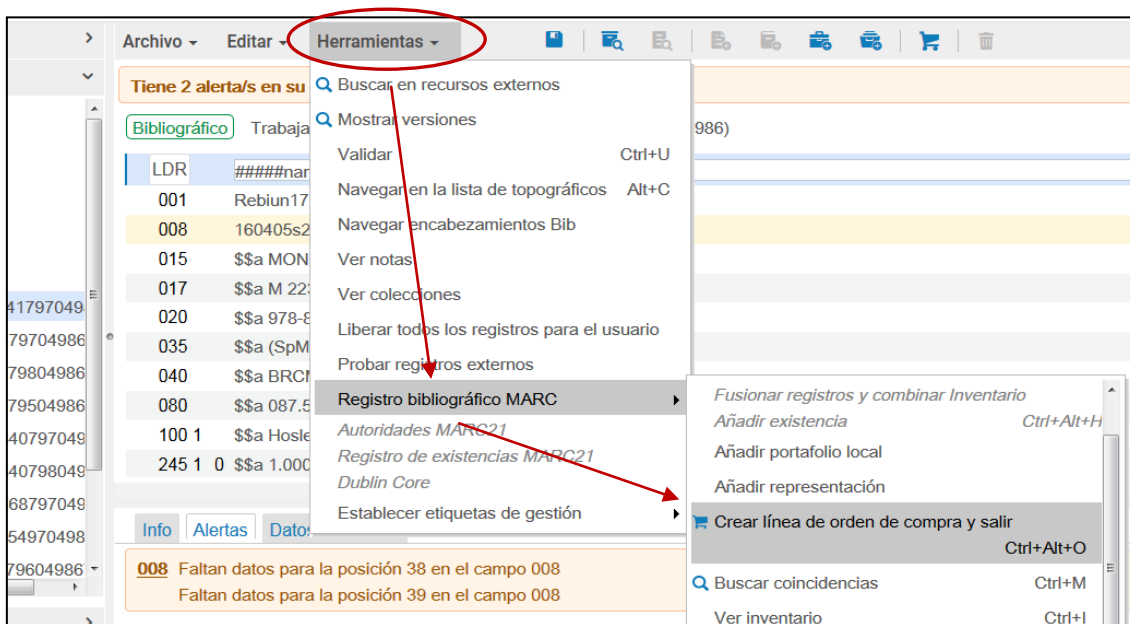 Archivo Editar Herramientas
Tiene 2 alerta/s en su
Bibliográfico Trabaja 986)
LDR #####nar
001 Rebiun17
008 160405s2
015 $$a MON
017 $$a M 22
020 $$a 978-8
035 $$a (SpM
040 $$a BRCM
080 $$a 087.5
100 1 $$a Hosle
245 1 0 $$a 1.000
41797049
79704986
79804986
79504986
40797049
40798049
68797049
54970498
79604986
Buscar en recursos externos
Mostrar versiones
Validar Ctrl+U
Navegar en la lista de topográficos Alt+C
Navegar encabezamientos Bib
Ver notas
Ver colecciones
Liberar todos los registros para el usuario
Probar registros externos
Registro bibliográfico MARC
Autoridades MARC21
Registro de existencias MARC21
Dublin Core
Establecer etiquetas de gestión
Fusionar registros y combinar Inventario
Añadir existencia Ctrl+Alt+H
Añadir portafolio local
Añadir representación
Crear línea de orden de compra y salir
Ctrl+Alt+O
Buscar coincidencias Ctrl+M
Ver inventario Ctrl+I
Info Alertas Datos
008 Faltan datos para la posición 38 en el campo 008
Faltan datos para la posición 39 en el campo 008